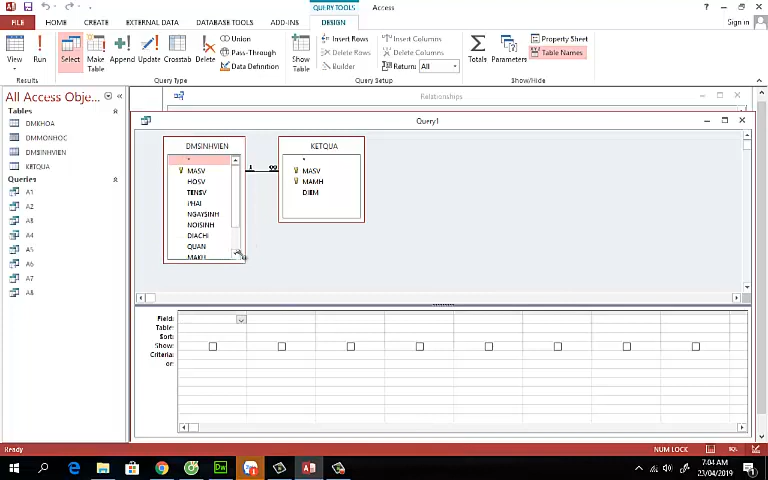 QUERY TOOLS
Access
?
FILE
HOME
CREATE
EXTERNAL DATA
DATABASE TOOLS
ADD-INS
DESIGN
Sign in
View
Run
Results
Select
Make Table
Append
Update
Crosstab
Delete
Union
Pass-Through
Data Definition
Query Type
Show Table
Insert Rows
Delete Rows
Builder
Insert Columns
Delete Columns
Return: All
Query Setup
Totals
Parameters
Property Sheet
Table Names
Show/Hide
All Access Obje...
Tables
DMKHOA
DMMONHOC
DMSINHVIEN
KETQUA
Queries
A1
A2
A3
A4
A5
A6
A7
A8
Relationships
Query1
DMSINHVIEN
*
MASV
HOSV
TENSV
PHAI
NGAYSINH
NOISINH
DIACHI
QUAN
MAKH
1
∞
KETQUA
*
MASV
MAMH
DIEM
Field:
Table:
Sort:
Show:
Criteria:
or:
Ready
NUM LOCK
SQL
7:04 AM
23/04/2019